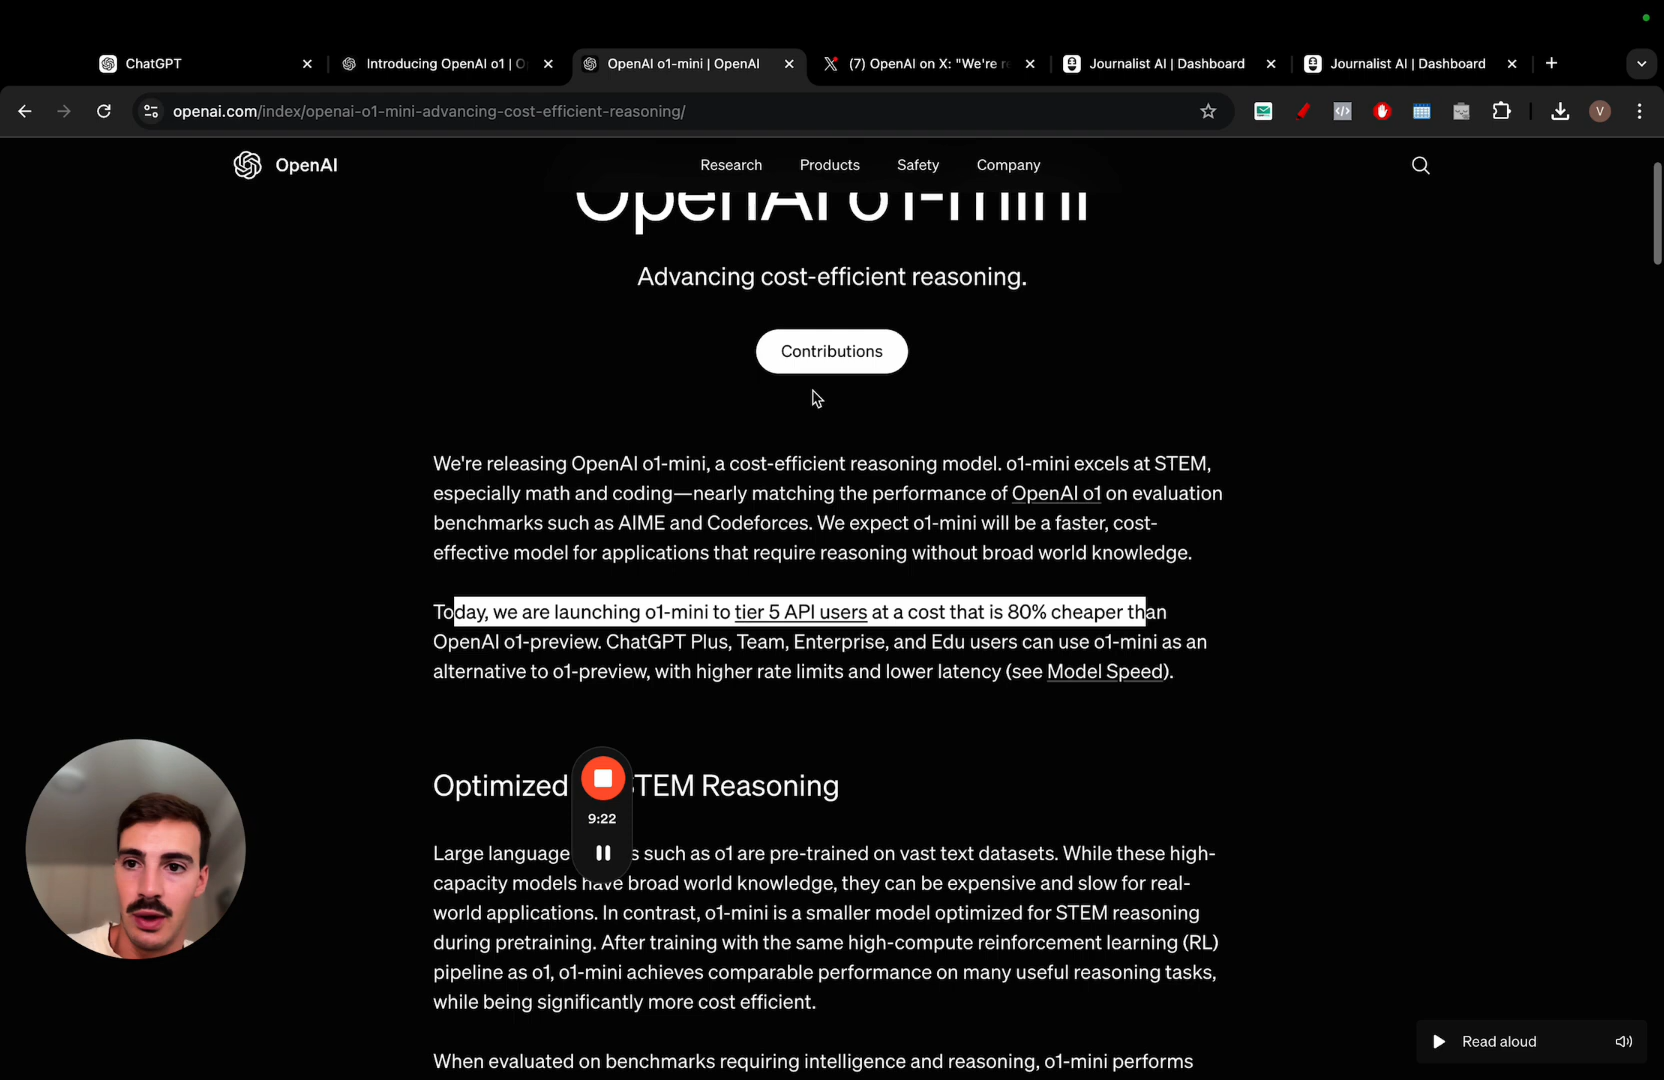 ChatGPT
Introducing OpenAI o1 | O
OpenAI o1-mini | OpenAI
(7) OpenAI on X: "We're re
Journalist AI | Dashboard
Journalist AI | Dashboard
openai.com/index/openai-o1-mini-advancing-cost-efficient-reasoning/
V
OpenAI
Research
Products
Safety
Company
OpenAI o1-mini
Advancing cost-efficient reasoning.
Contributions
We're releasing OpenAI o1-mini, a cost-efficient reasoning model. o1-mini excels at STEM,
especially math and coding—nearly matching the performance of OpenAI o1 on evaluation
benchmarks such as AIME and Codeforces. We expect o1-mini will be a faster, cost-
effective model for applications that require reasoning without broad world knowledge.
Today, we are launching o1-mini to tier 5 API users at a cost that is 80% cheaper than
OpenAI o1-preview. ChatGPT Plus, Team, Enterprise, and Edu users can use o1-mini as an
alternative to o1-preview, with higher rate limits and lower latency (see Model Speed).
Optimized STEM Reasoning
9:22
Large language s such as o1 are pre-trained on vast text datasets. While these high-
capacity models have broad world knowledge, they can be expensive and slow for real-
world applications. In contrast, o1-mini is a smaller model optimized for STEM reasoning
during pretraining. After training with the same high-compute reinforcement learning (RL)
pipeline as o1, o1-mini achieves comparable performance on many useful reasoning tasks,
while being significantly more cost efficient.
When evaluated on benchmarks requiring intelligence and reasoning, o1-mini performs
Read aloud